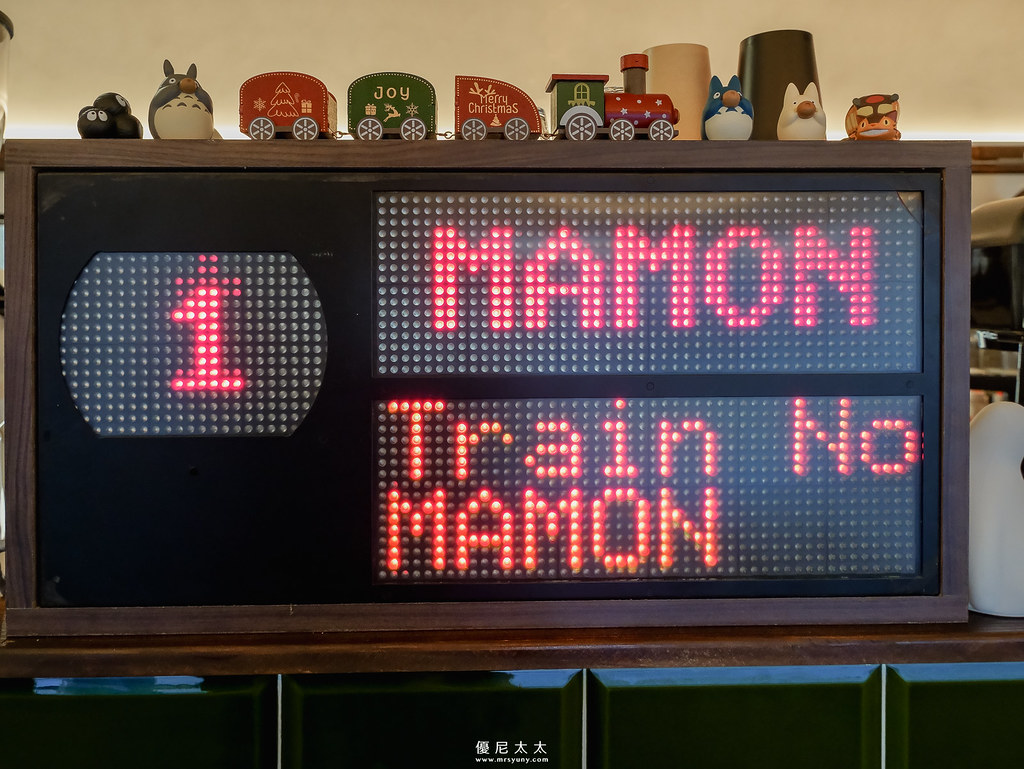 JOY
Merry
Christmas
1
MAMON
Train No
MAMON
優尼太太
www.mrsyuny.com